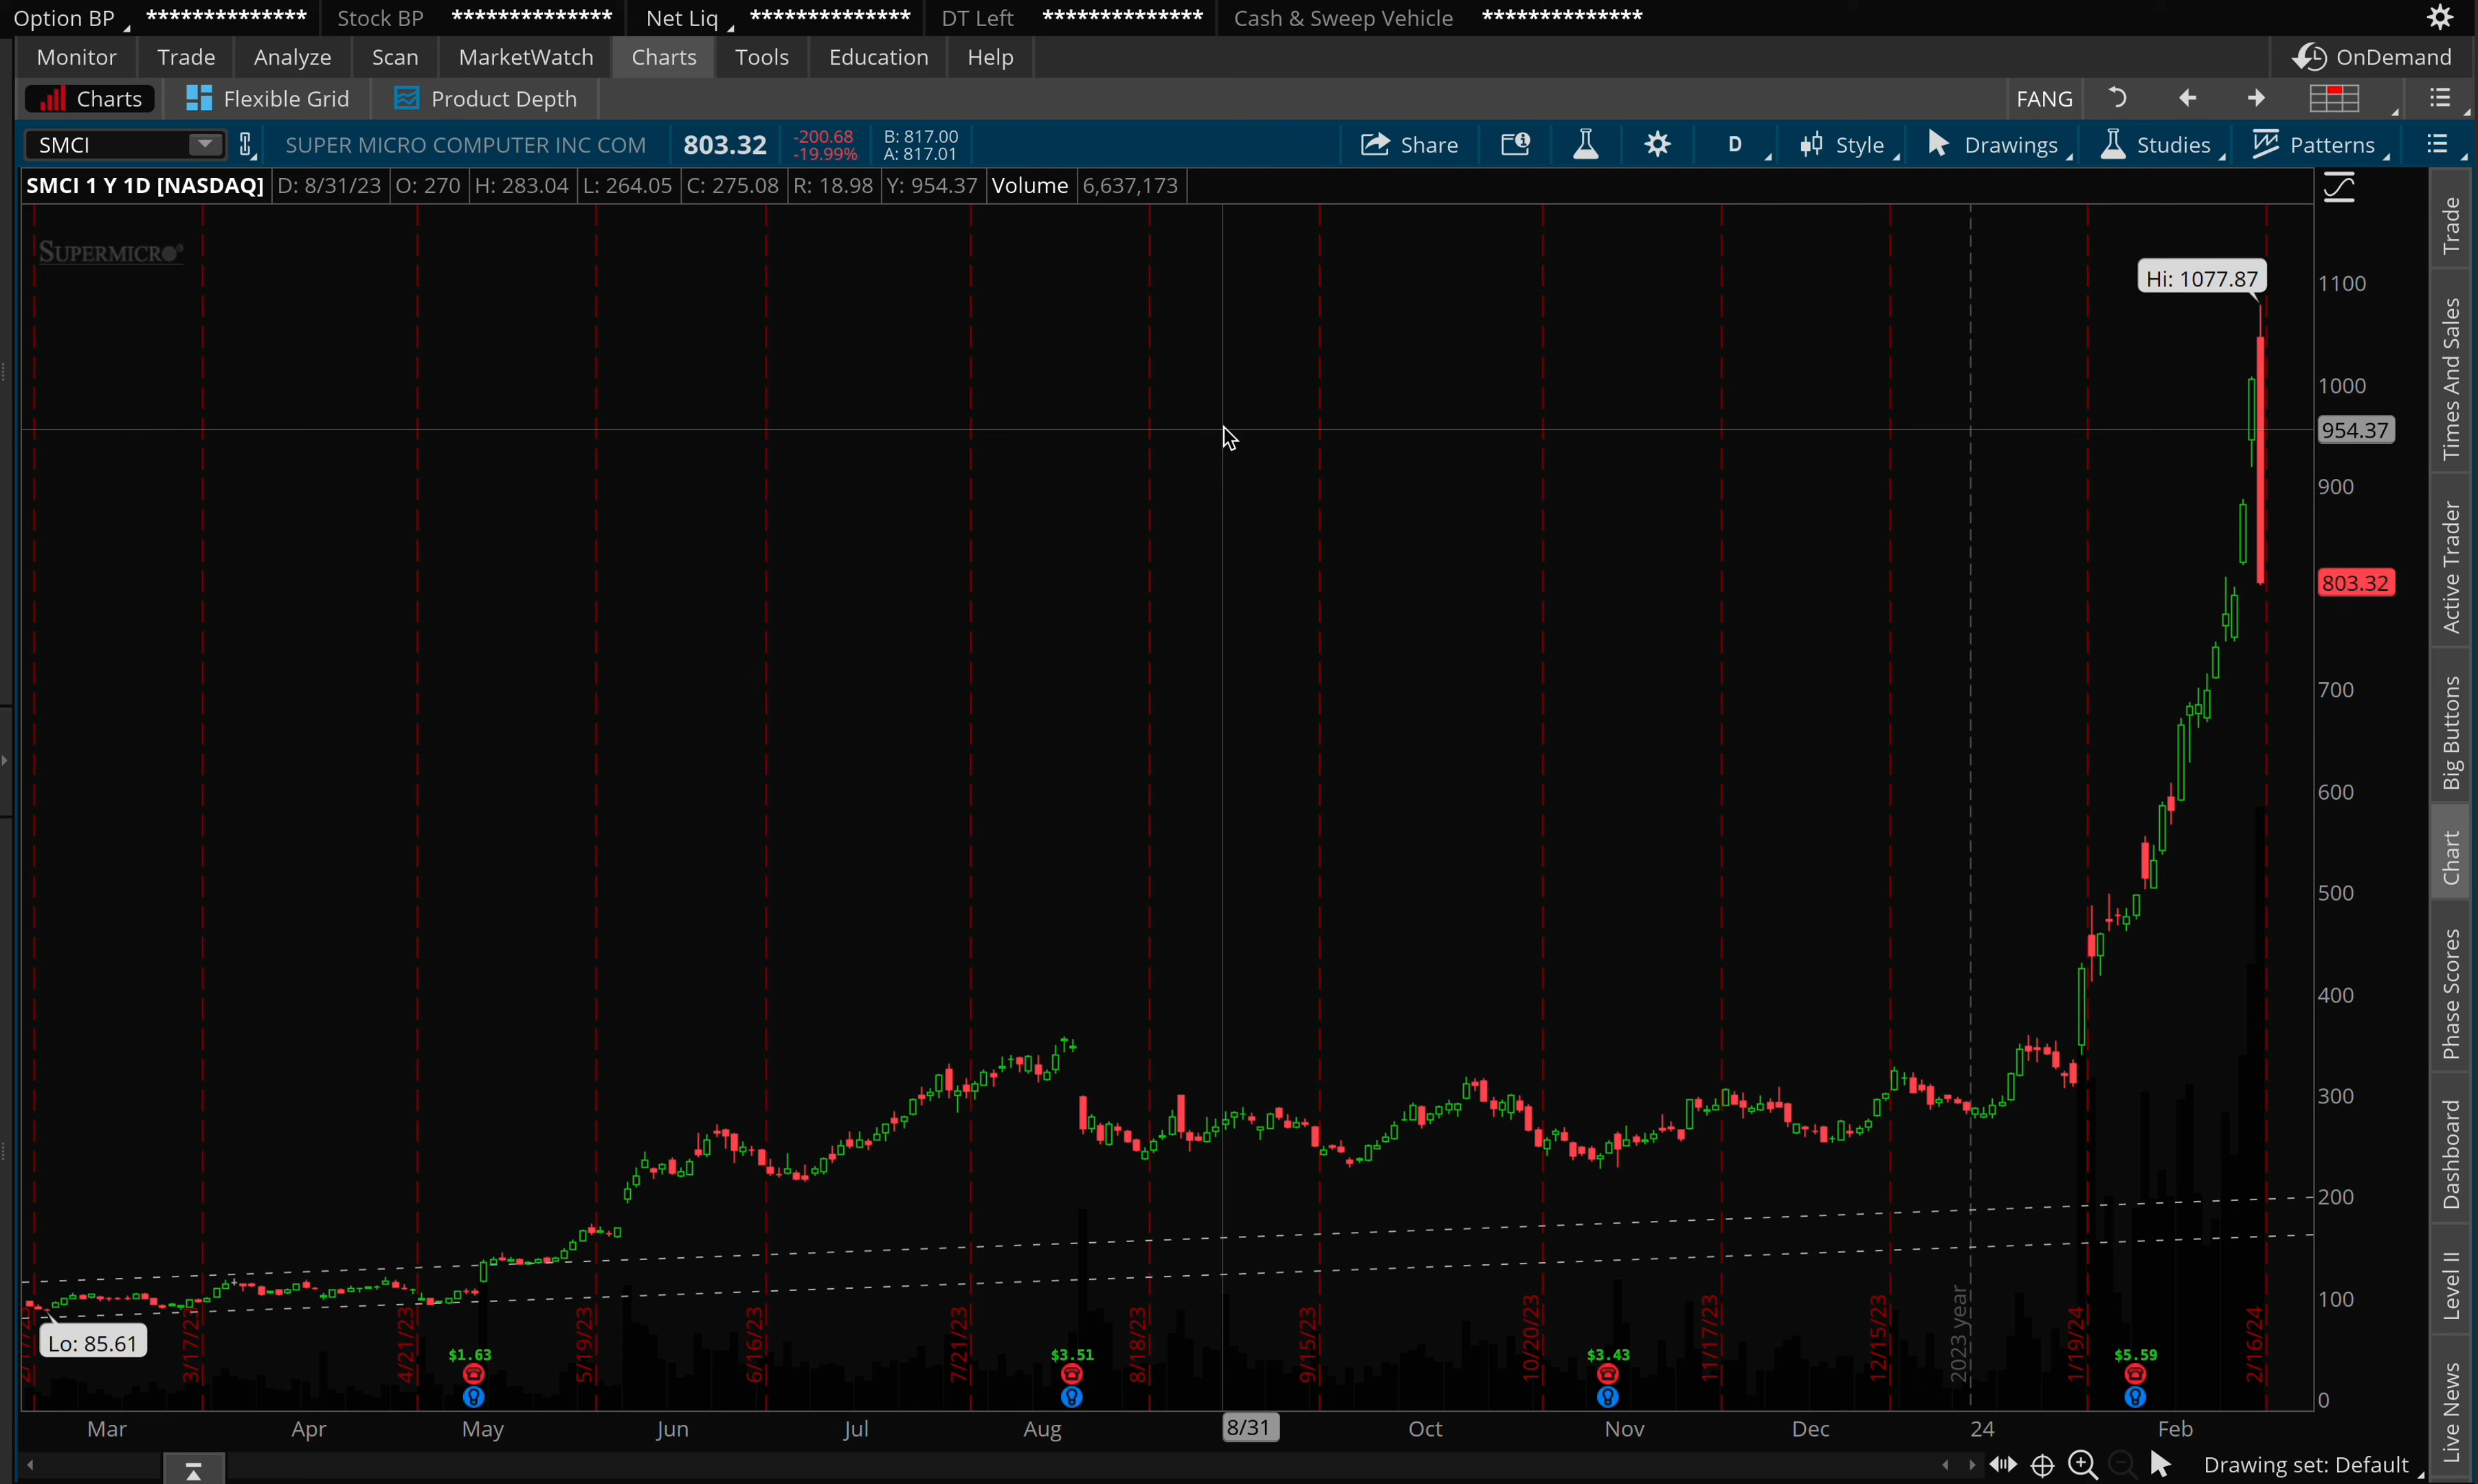 Option BP ************** Stock BP ************** Net Liq ************** DT Left ************** Cash & Sweep Vehicle **************
Monitor Trade Analyze Scan MarketWatch Charts Tools Education Help OnDemand
Charts Flexible Grid Product Depth FANG
SMCI SUPER MICRO COMPUTER INC COM 803.32 -200.68 B: 817.00 Share D Style Drawings Studies Patterns
-19.99% A: 817.01
SMCI 1 Y 1D [NASDAQ] D: 8/31/23 O: 270 H: 283.04 L: 264.05 C: 275.08 R: 18.98 Y: 954.37 Volume 6,637,173
SUPERMICRO
Hi: 1077.87
1100
1000
954.37
900
803.32
700
600
500
400
300
200
100
0
Lo: 85.61
3/17/23
4/21/23
5/19/23
6/16/23
7/21/23
8/18/23
9/15/23
10/20/23
11/17/23
12/15/23
2023 year
1/19/24
2/16/24
$1.63 $3.51 $3.43 $5.59
Mar Apr May Jun Jul Aug 8/31 Oct Nov Dec 24 Feb
Drawing set: Default
Trade
Times And Sales
Active Trader
Big Buttons
Chart
Phase Scores
Dashboard
Level II
Live News